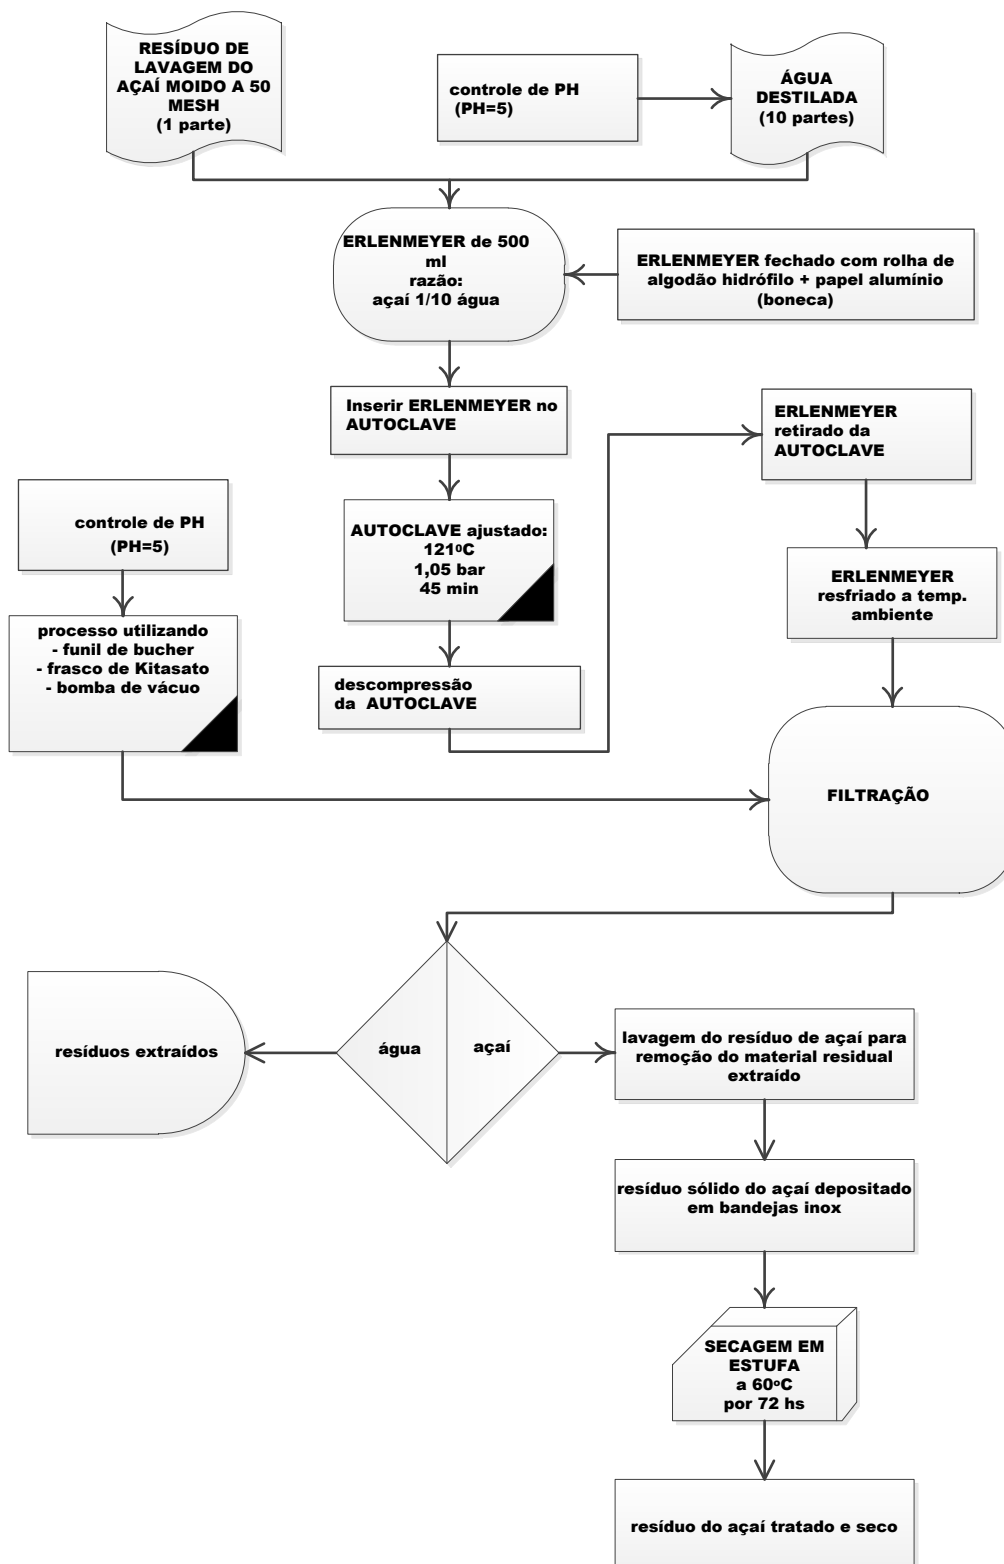 RESÍDUO DE
LAVAGEM DO
AÇAÍ MOIDO A 50
MESH
(1 parte)
controle de PH
(PH=5)
ÁGUA
DESTILADA
(10 partes)
ERLENMEYER de 500
ml
razão:
açaí 1/10 água
ERLENMEYER fechado com rolha de
algodão hidrófilo + papel alumínio
(boneca)
Inserir ERLENMEYER no
AUTOCLAVE
ERLENMEYER
retirado da
AUTOCLAVE
controle de PH
(PH=5)
AUTOCLAVE ajustado:
121ºC
1,05 bar
45 min
ERLENMEYER
resfriado a temp.
ambiente
processo utilizando
- funil de bucher
- frasco de Kitasato
- bomba de vácuo
descompressão
da AUTOCLAVE
FILTRAÇÃO
resíduos extraídos
água
açaí
lavagem do resíduo de açaí para
remoção do material residual
extraído
resíduo sólido do açaí depositado
em bandejas inox
SECAGEM EM
ESTUFA
a 60ºC
por 72 hs
resíduo do açaí tratado e seco